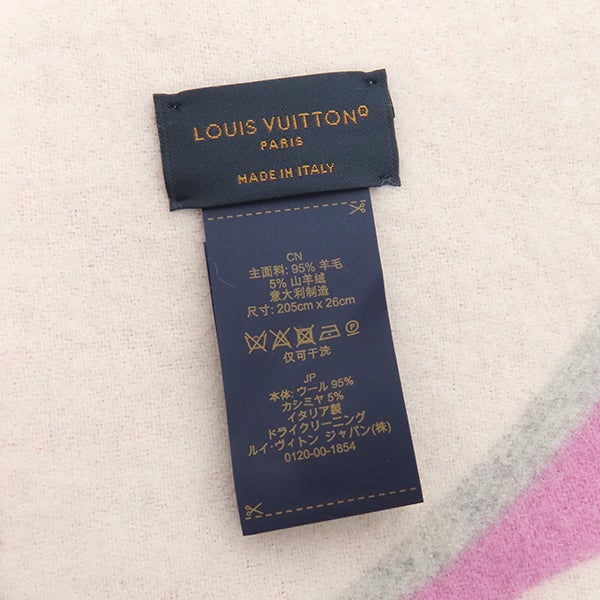 LOUIS VUITTON®
PARIS
MADE IN ITALY
CN
主面料: 95% 羊毛
5% 山羊绒
意大利制造
尺寸: 205cm x 26cm
仅可干洗
JP
本体: ウール 95%
カシミヤ 5%
イタリア製
ドライクリーニング
ルイ・ヴィトン ジャパン(株)
0120-00-1854